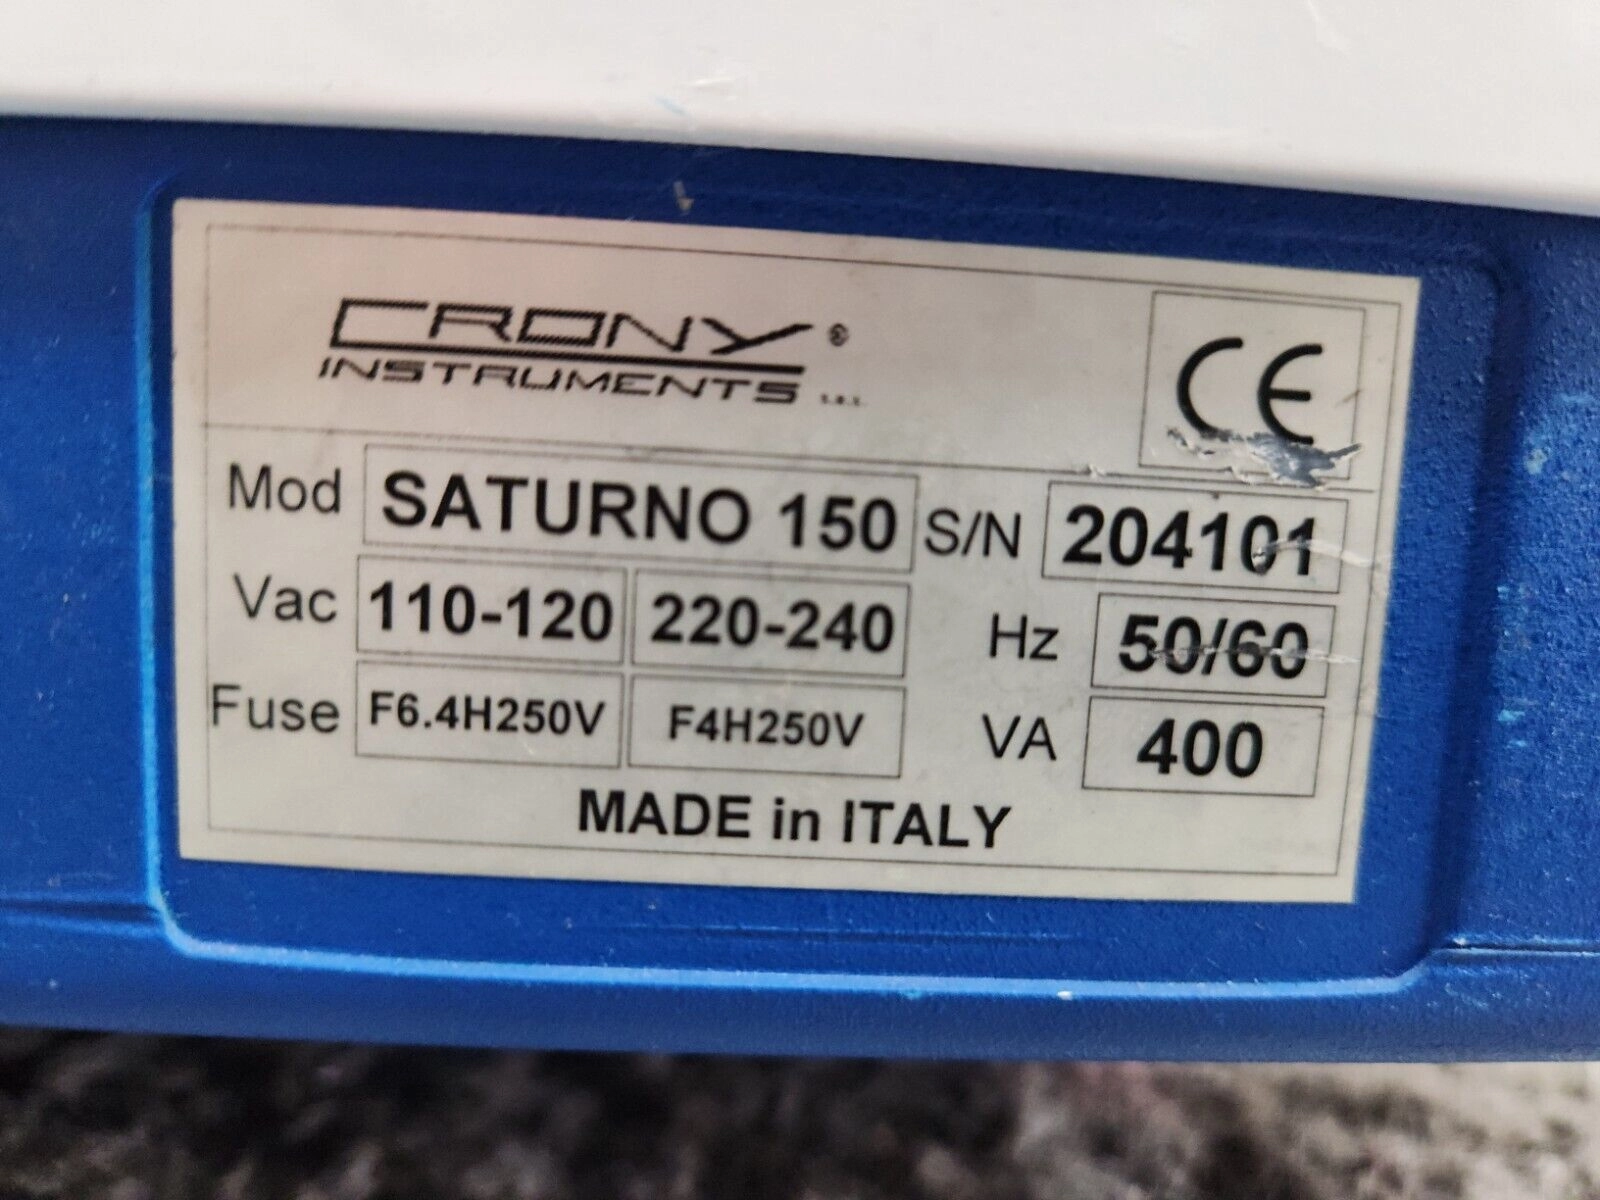 CRONY®
INSTRUMENTS s.r.l.
CE
Mod SATURNO 150 S/N 204101
Vac 110-120 220-240 Hz 50/60
Fuse F6.4H250V F4H250V VA 400
MADE in ITALY